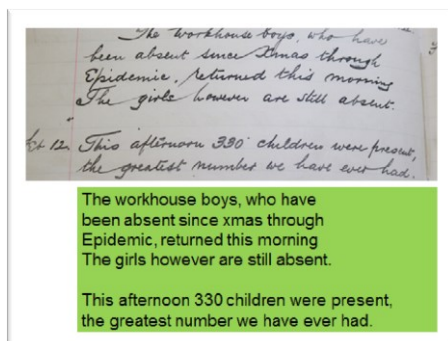 The workhouse boys, who have
been absent since Xmas through
Epidemic, returned this morning
The girls however are still absent.
12. This afternoon 330 children were present,
the greatest number we have ever had.
The workhouse boys, who have
been absent since xmas through
Epidemic, returned this morning
The girls however are still absent.
This afternoon 330 children were present,
the greatest number we have ever had.